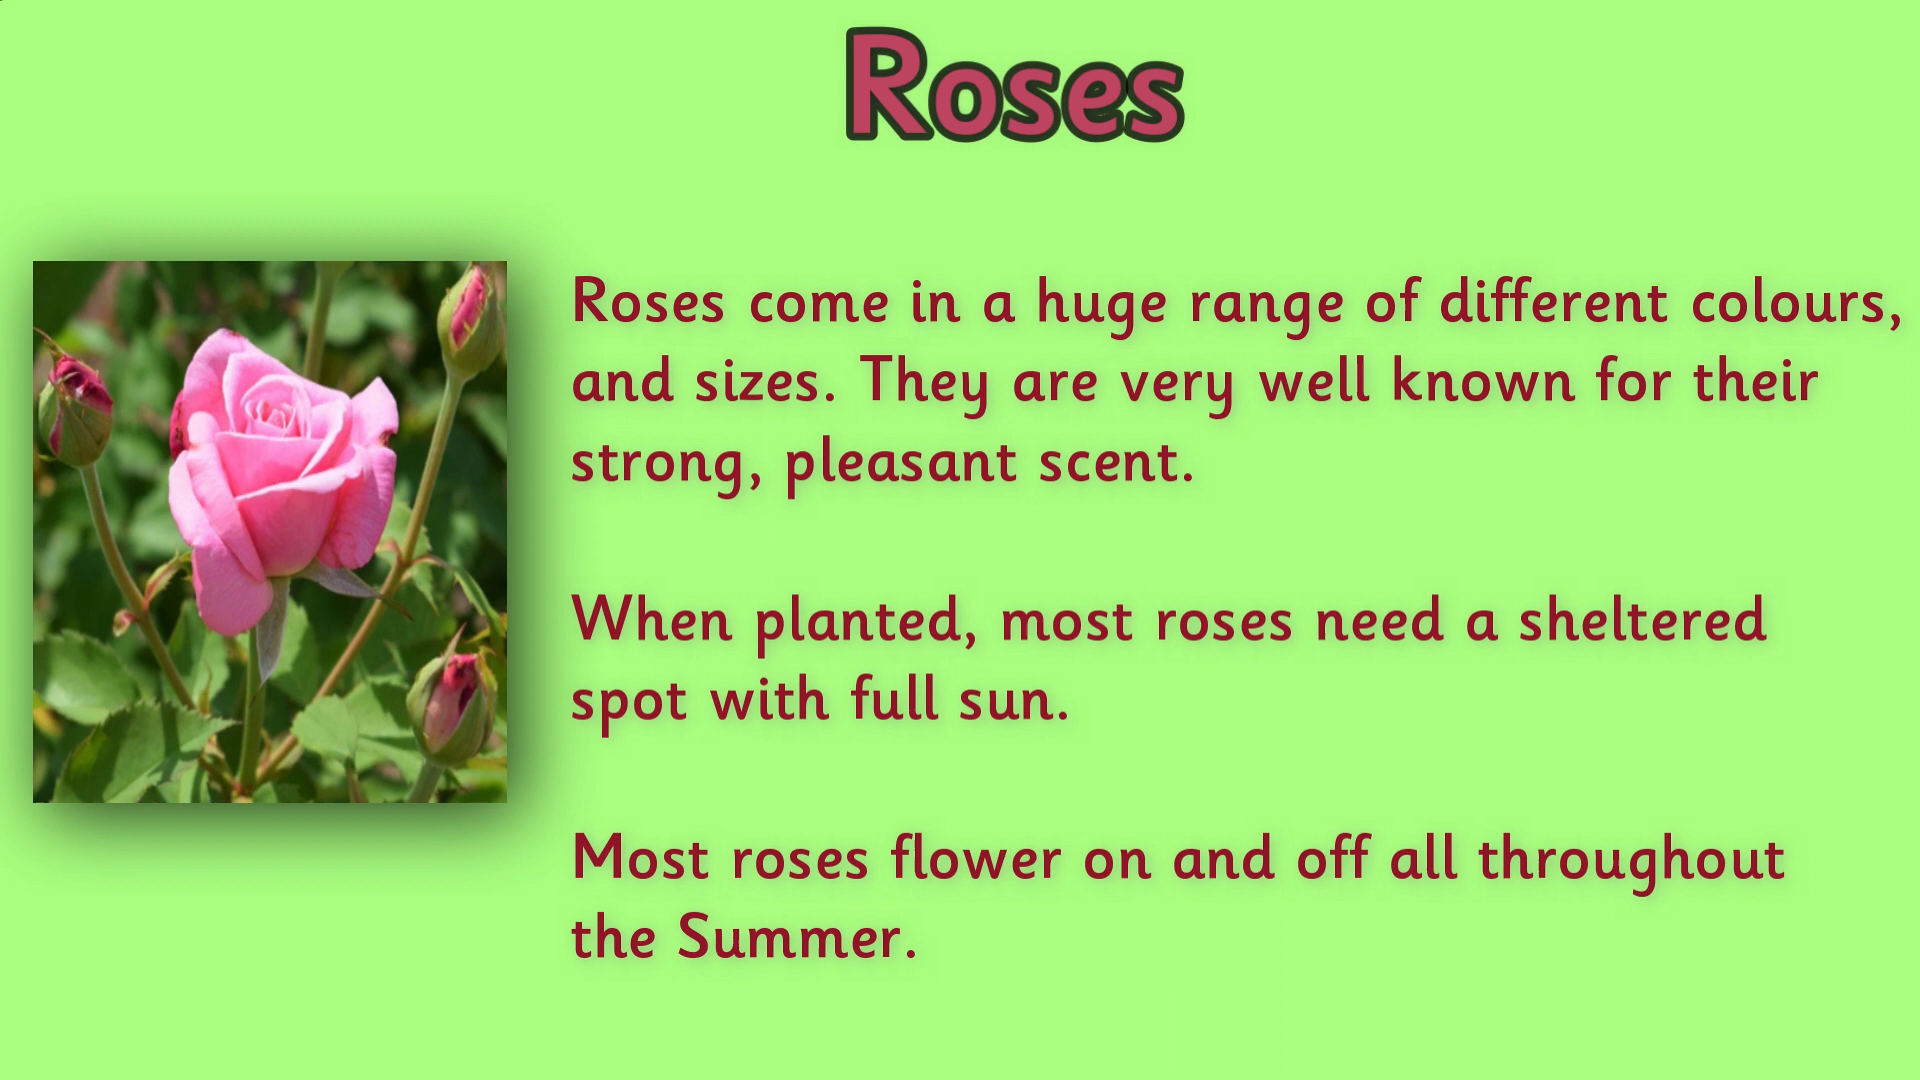 Roses
Roses come in a huge range of different colours,
and sizes. They are very well known for their
strong, pleasant scent.
When planted, most roses need a sheltered
spot with full sun.
Most roses flower on and off all throughout
the Summer.